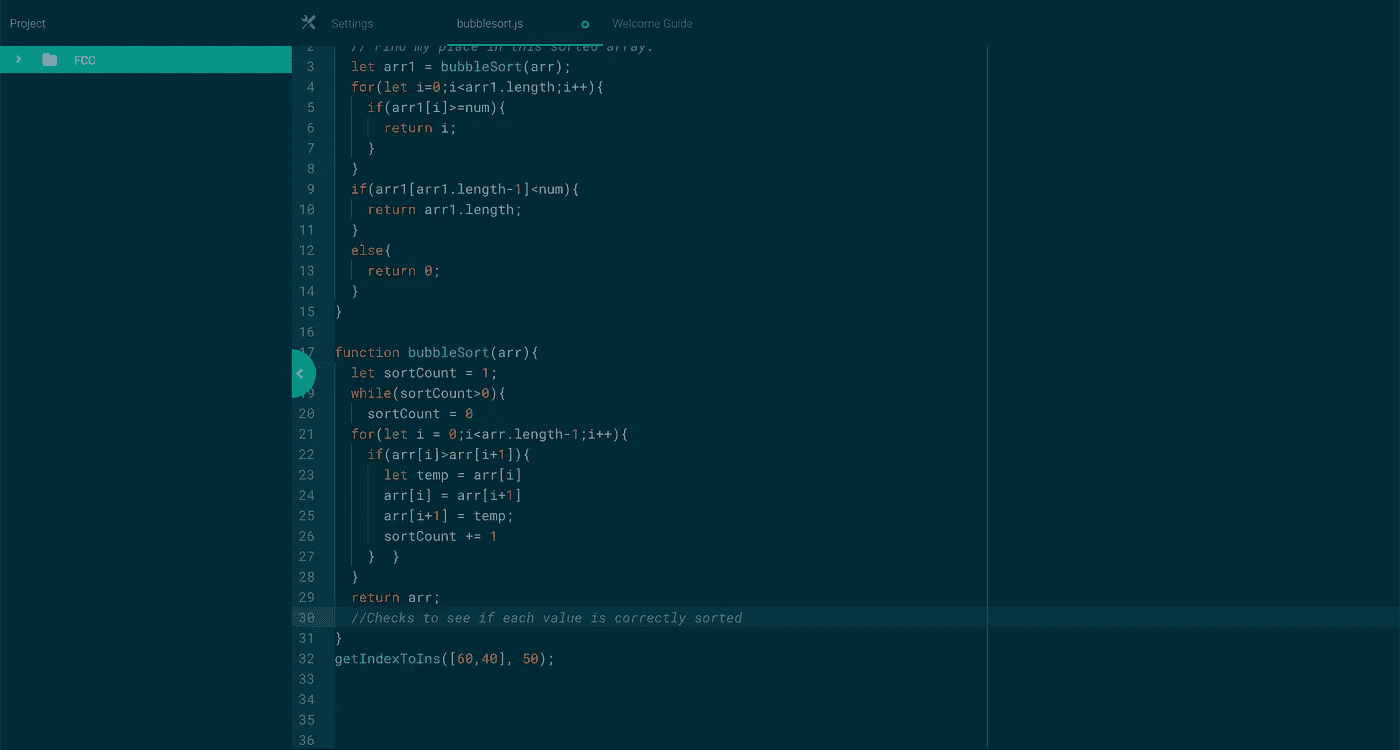 Project
Settings
bubblesort.js
Welcome Guide
FCC
2 // Find my place in this sorted array.
3 let arr1 = bubbleSort(arr);
4 for(let i=0;i<arr1.length;i++){
5 if(arr1[i]>=num){
6 return i;
7 }
8 }
9 if(arr1[arr1.length-1]<num){
10 return arr1.length;
11 }
12 else{
13 return 0;
14 }
15 }
16
17 function bubbleSort(arr){
let sortCount = 1;
19 while(sortCount>0){
20 sortCount = 0
21 for(let i = 0;i<arr.length-1;i++){
22 if(arr[i]>arr[i+1]){
23 let temp = arr[i]
24 arr[i] = arr[i+1]
25 arr[i+1] = temp;
26 sortCount += 1
27 } }
28 }
29 return arr;
30 //Checks to see if each value is correctly sorted
31 }
32 getIndexToIns([60,40], 50);
33
34
35
36